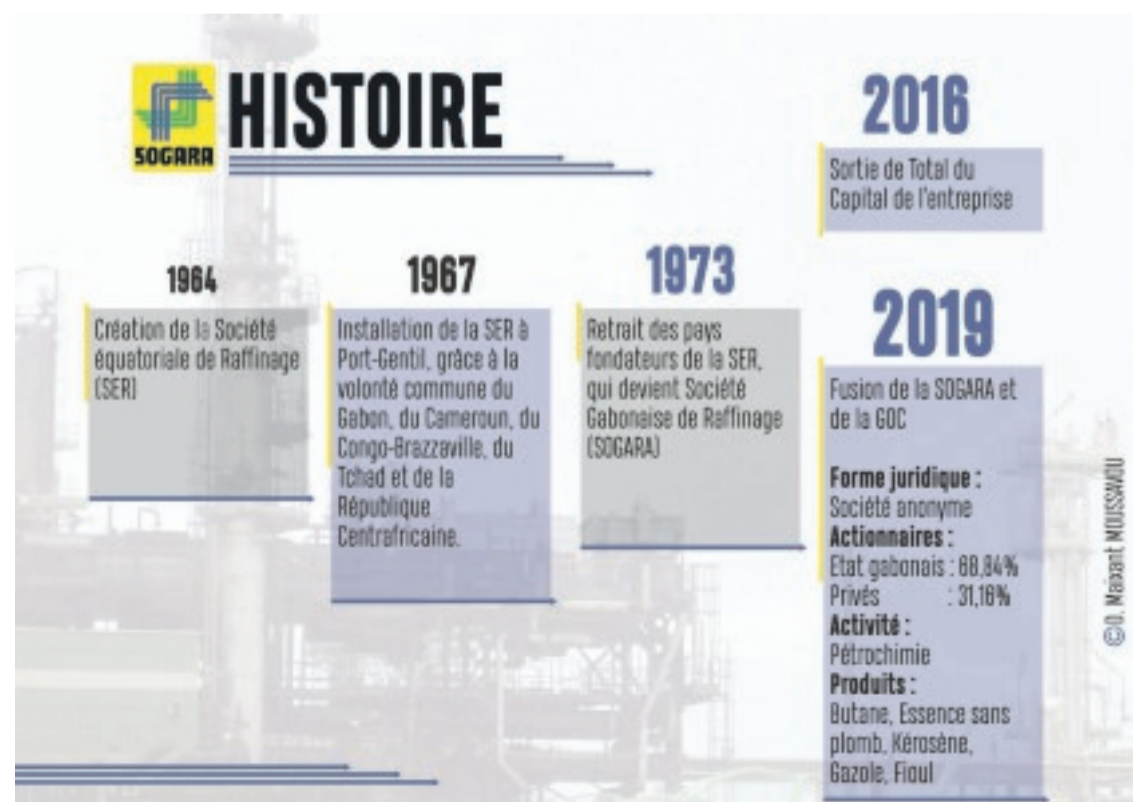 SOGARA
HISTOIRE
1964
Création de la Société
équatoriale de Raffinage
(SER)
1967
Installation de la SER à
Port-Gentil, grâce à la
volonté commune du
Gabon, du Cameroun, du
Congo-Brazzaville, du
Tchad et de la
République
Centrafricaine.
1973
Retrait des pays
fondateurs de la SER,
qui devient Société
Gabonaise de Raffinage
(SOGARA)
2016
Sortie de Total du
Capital de l'entreprise
2019
Fusion de la SOGARA et
de la GOC
Forme juridique :
Société anonyme
Actionnaires :
Etat gabonais : 68,84%
Privés : 31,16%
Activité :
Pétrochimie
Produits :
Butane, Essence sans
plomb, Kérosène,
Gazole, Fioul
©O. Maixant MOUSSAVOU